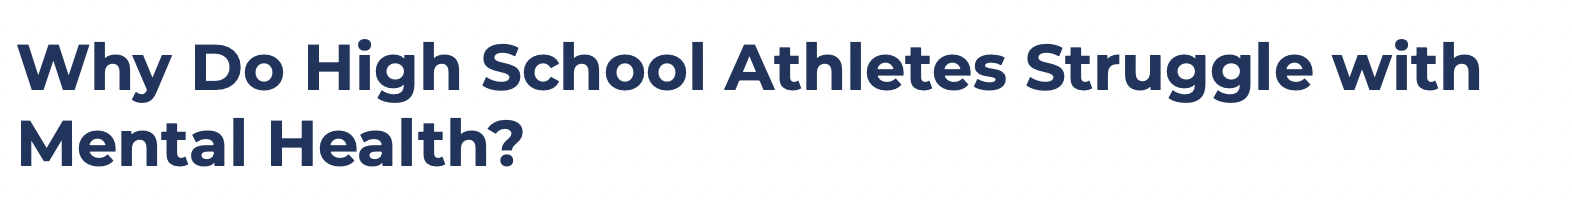 Why Do High School Athletes Struggle with
Mental Health?